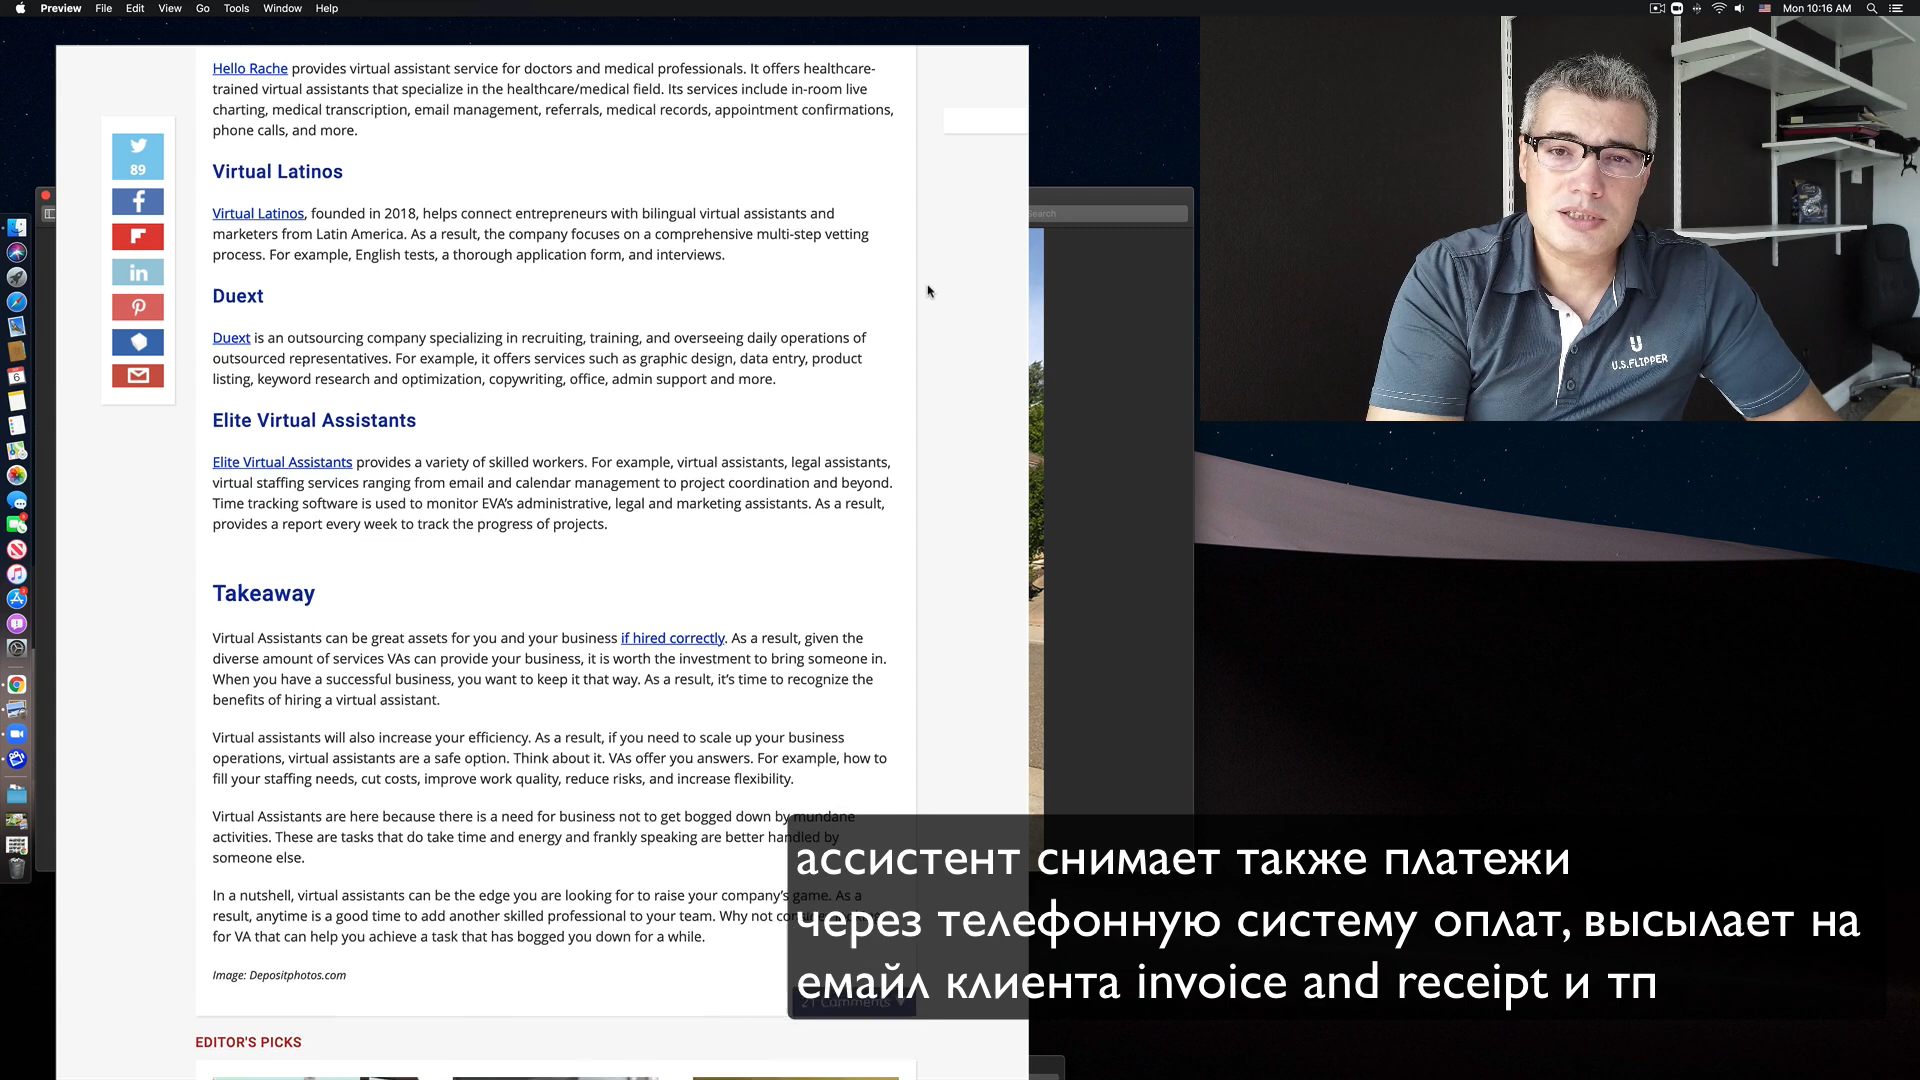 Preview File Edit View Go Tools Window Help
Mon 10:16 AM
Hello Rache provides virtual assistant service for doctors and medical professionals. It offers healthcare-
trained virtual assistants that specialize in the healthcare/medical field. Its services include in-room live
charting, medical transcription, email management, referrals, medical records, appointment confirmations,
phone calls, and more.
89
Virtual Latinos
Virtual Latinos, founded in 2018, helps connect entrepreneurs with bilingual virtual assistants and
marketers from Latin America. As a result, the company focuses on a comprehensive multi-step vetting
process. For example, English tests, a thorough application form, and interviews.
Search
Duext
Duext is an outsourcing company specializing in recruiting, training, and overseeing daily operations of
outsourced representatives. For example, it offers services such as graphic design, data entry, product
listing, keyword research and optimization, copywriting, office, admin support and more.
U.S.FLIPPER
Elite Virtual Assistants
Elite Virtual Assistants provides a variety of skilled workers. For example, virtual assistants, legal assistants,
virtual staffing services ranging from email and calendar management to project coordination and beyond.
Time tracking software is used to monitor EVA's administrative, legal and marketing assistants. As a result,
provides a report every week to track the progress of projects.
Takeaway
Virtual Assistants can be great assets for you and your business if hired correctly. As a result, given the
diverse amount of services VAs can provide your business, it is worth the investment to bring someone in.
When you have a successful business, you want to keep it that way. As a result, it's time to recognize the
benefits of hiring a virtual assistant.
Virtual assistants will also increase your efficiency. As a result, if you need to scale up your business
operations, virtual assistants are a safe option. Think about it. VAs offer you answers. For example, how to
fill your staffing needs, cut costs, improve work quality, reduce risks, and increase flexibility.
Virtual Assistants are here because there is a need for business not to get bogged down by mundane
activities. These are tasks that do take time and energy and frankly speaking are better handled by
someone else.
In a nutshell, virtual assistants can be the edge you are looking for to raise your company's game. As a
result, anytime is a good time to add another skilled professional to your team. Why not
for VA that can help you achieve a task that has bogged you down for a while.
Image: Depositphotos.com
21 Comments
ассистент снимает также платежи
через телефонную систему оплат, высылает на
емайл клиента invoice and receipt и тп
EDITOR'S PICKS